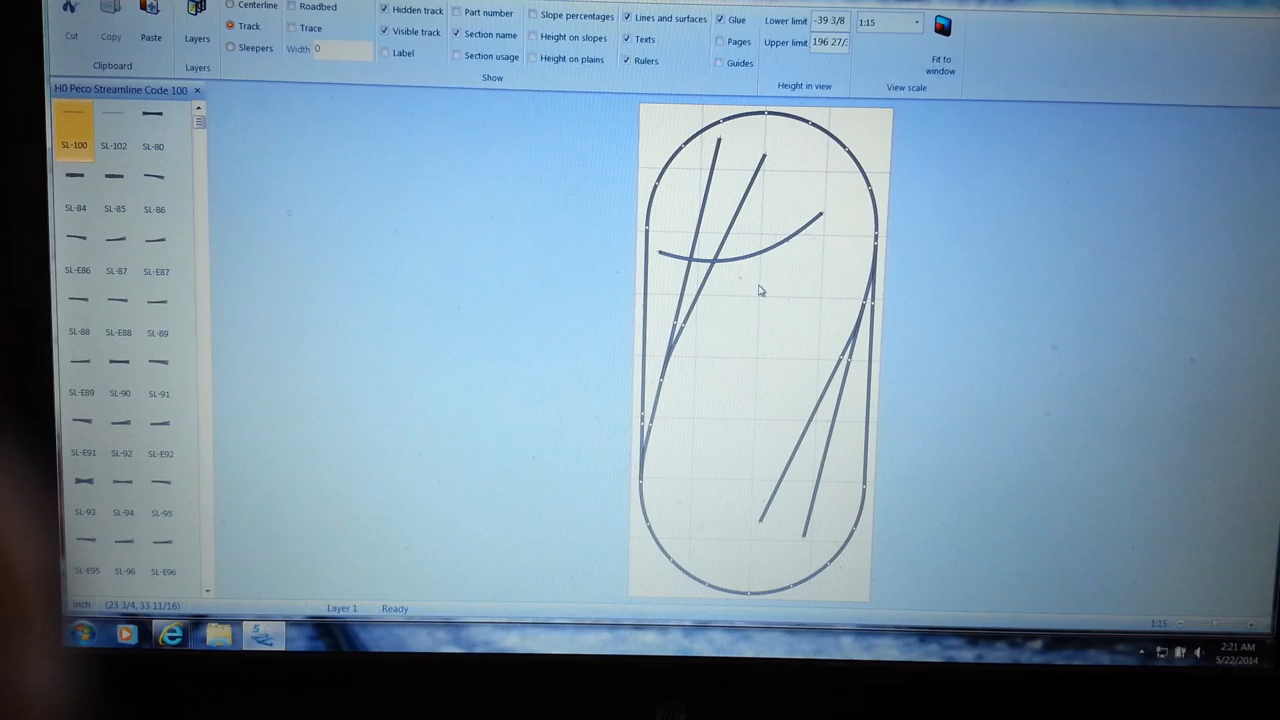 Centerline
Roadbed
Hidden track
Part number
Slope percentages
Lines and surfaces
Glue
Lower limit -39 3/8
1:15
Track
Trace
Visible track
Section name
Height on slopes
Texts
Pages
Upper limit 196 27/
Cut
Copy
Paste
Layers
Sleepers
Width 0
Label
Section usage
Height on plains
Rulers
Guides
Fit to
window
Clipboard
Layers
Show
Height in view
View scale
H0 Peco Streamline Code 100
SL-100 SL-102 SL-80
SL-84 SL-85 SL-86
SL-E86 SL-87 SL-E87
SL-88 SL-E88 SL-89
SL-E89 SL-90 SL-91
SL-E91 SL-92 SL-E92
SL-93 SL-94 SL-95
SL-E95 SL-96 SL-E96
inch (23 3/4, 33 11/16) Layer 1 Ready 1:15
5
2:21 AM
5/22/2014